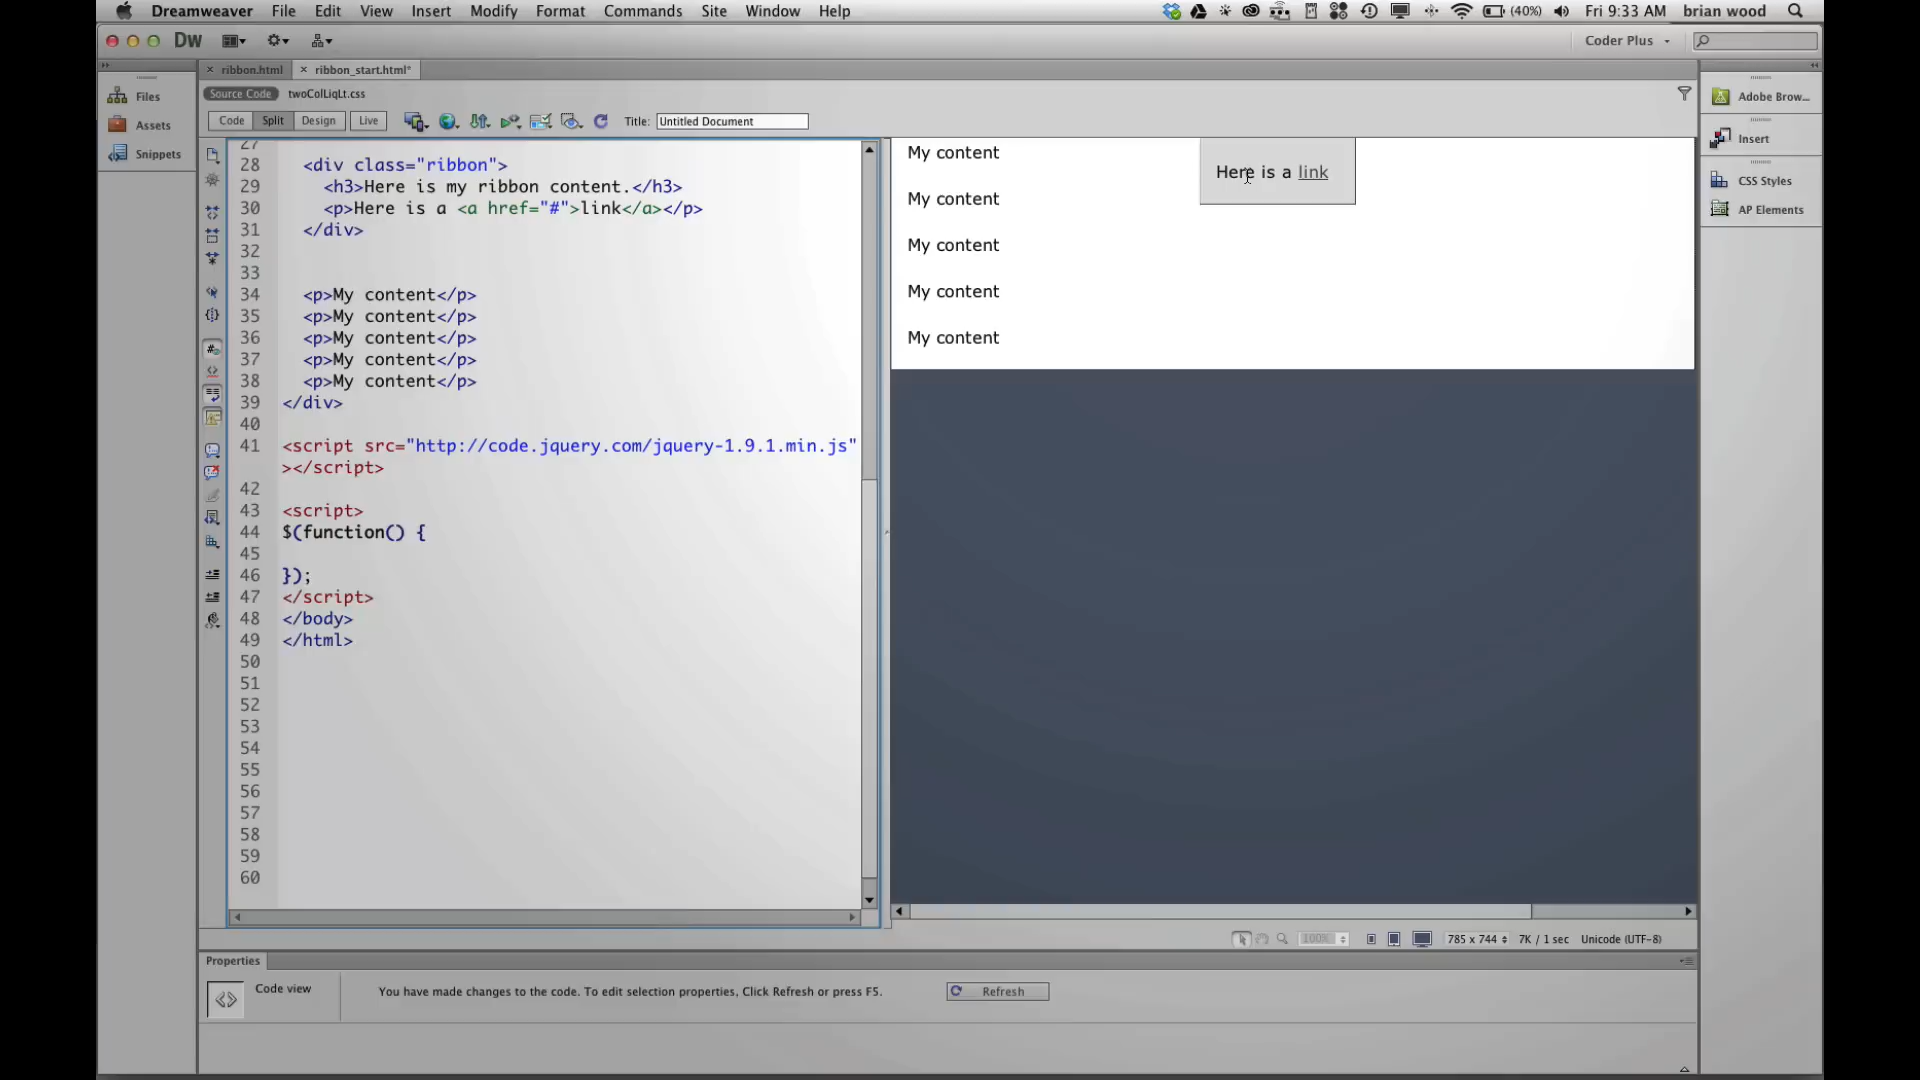 Dreamweaver File Edit View Insert Modify Format Commands Site Window Help (40%) Fri 9:33 AM brian wood
Dw Coder Plus
ribbon.html ribbon_start.html*
Source Code twoColLiqLt.css
Code Split Design Live Title: Untitled Document
Files
Assets
Snippets
27
28 <div class="ribbon">
29 <h3>Here is my ribbon content.</h3>
30 <p>Here is a <a href="#">link</a></p>
31 </div>
32
33
34 <p>My content</p>
35 <p>My content</p>
36 <p>My content</p>
37 <p>My content</p>
38 <p>My content</p>
39 </div>
40
41 <script src="http://code.jquery.com/jquery-1.9.1.min.js"
></script>
42
43 <script>
44 $(function() {
45
46 });
47 </script>
48 </body>
49 </html>
50
51
52
53
54
55
56
57
58
59
60
My content
Here is a link
My content
My content
My content
My content
Adobe Brow...
Insert
CSS Styles
AP Elements
100% 785 x 744 7K / 1 sec Unicode (UTF-8)
Properties
Code view
You have made changes to the code. To edit selection properties, Click Refresh or press F5.
Refresh